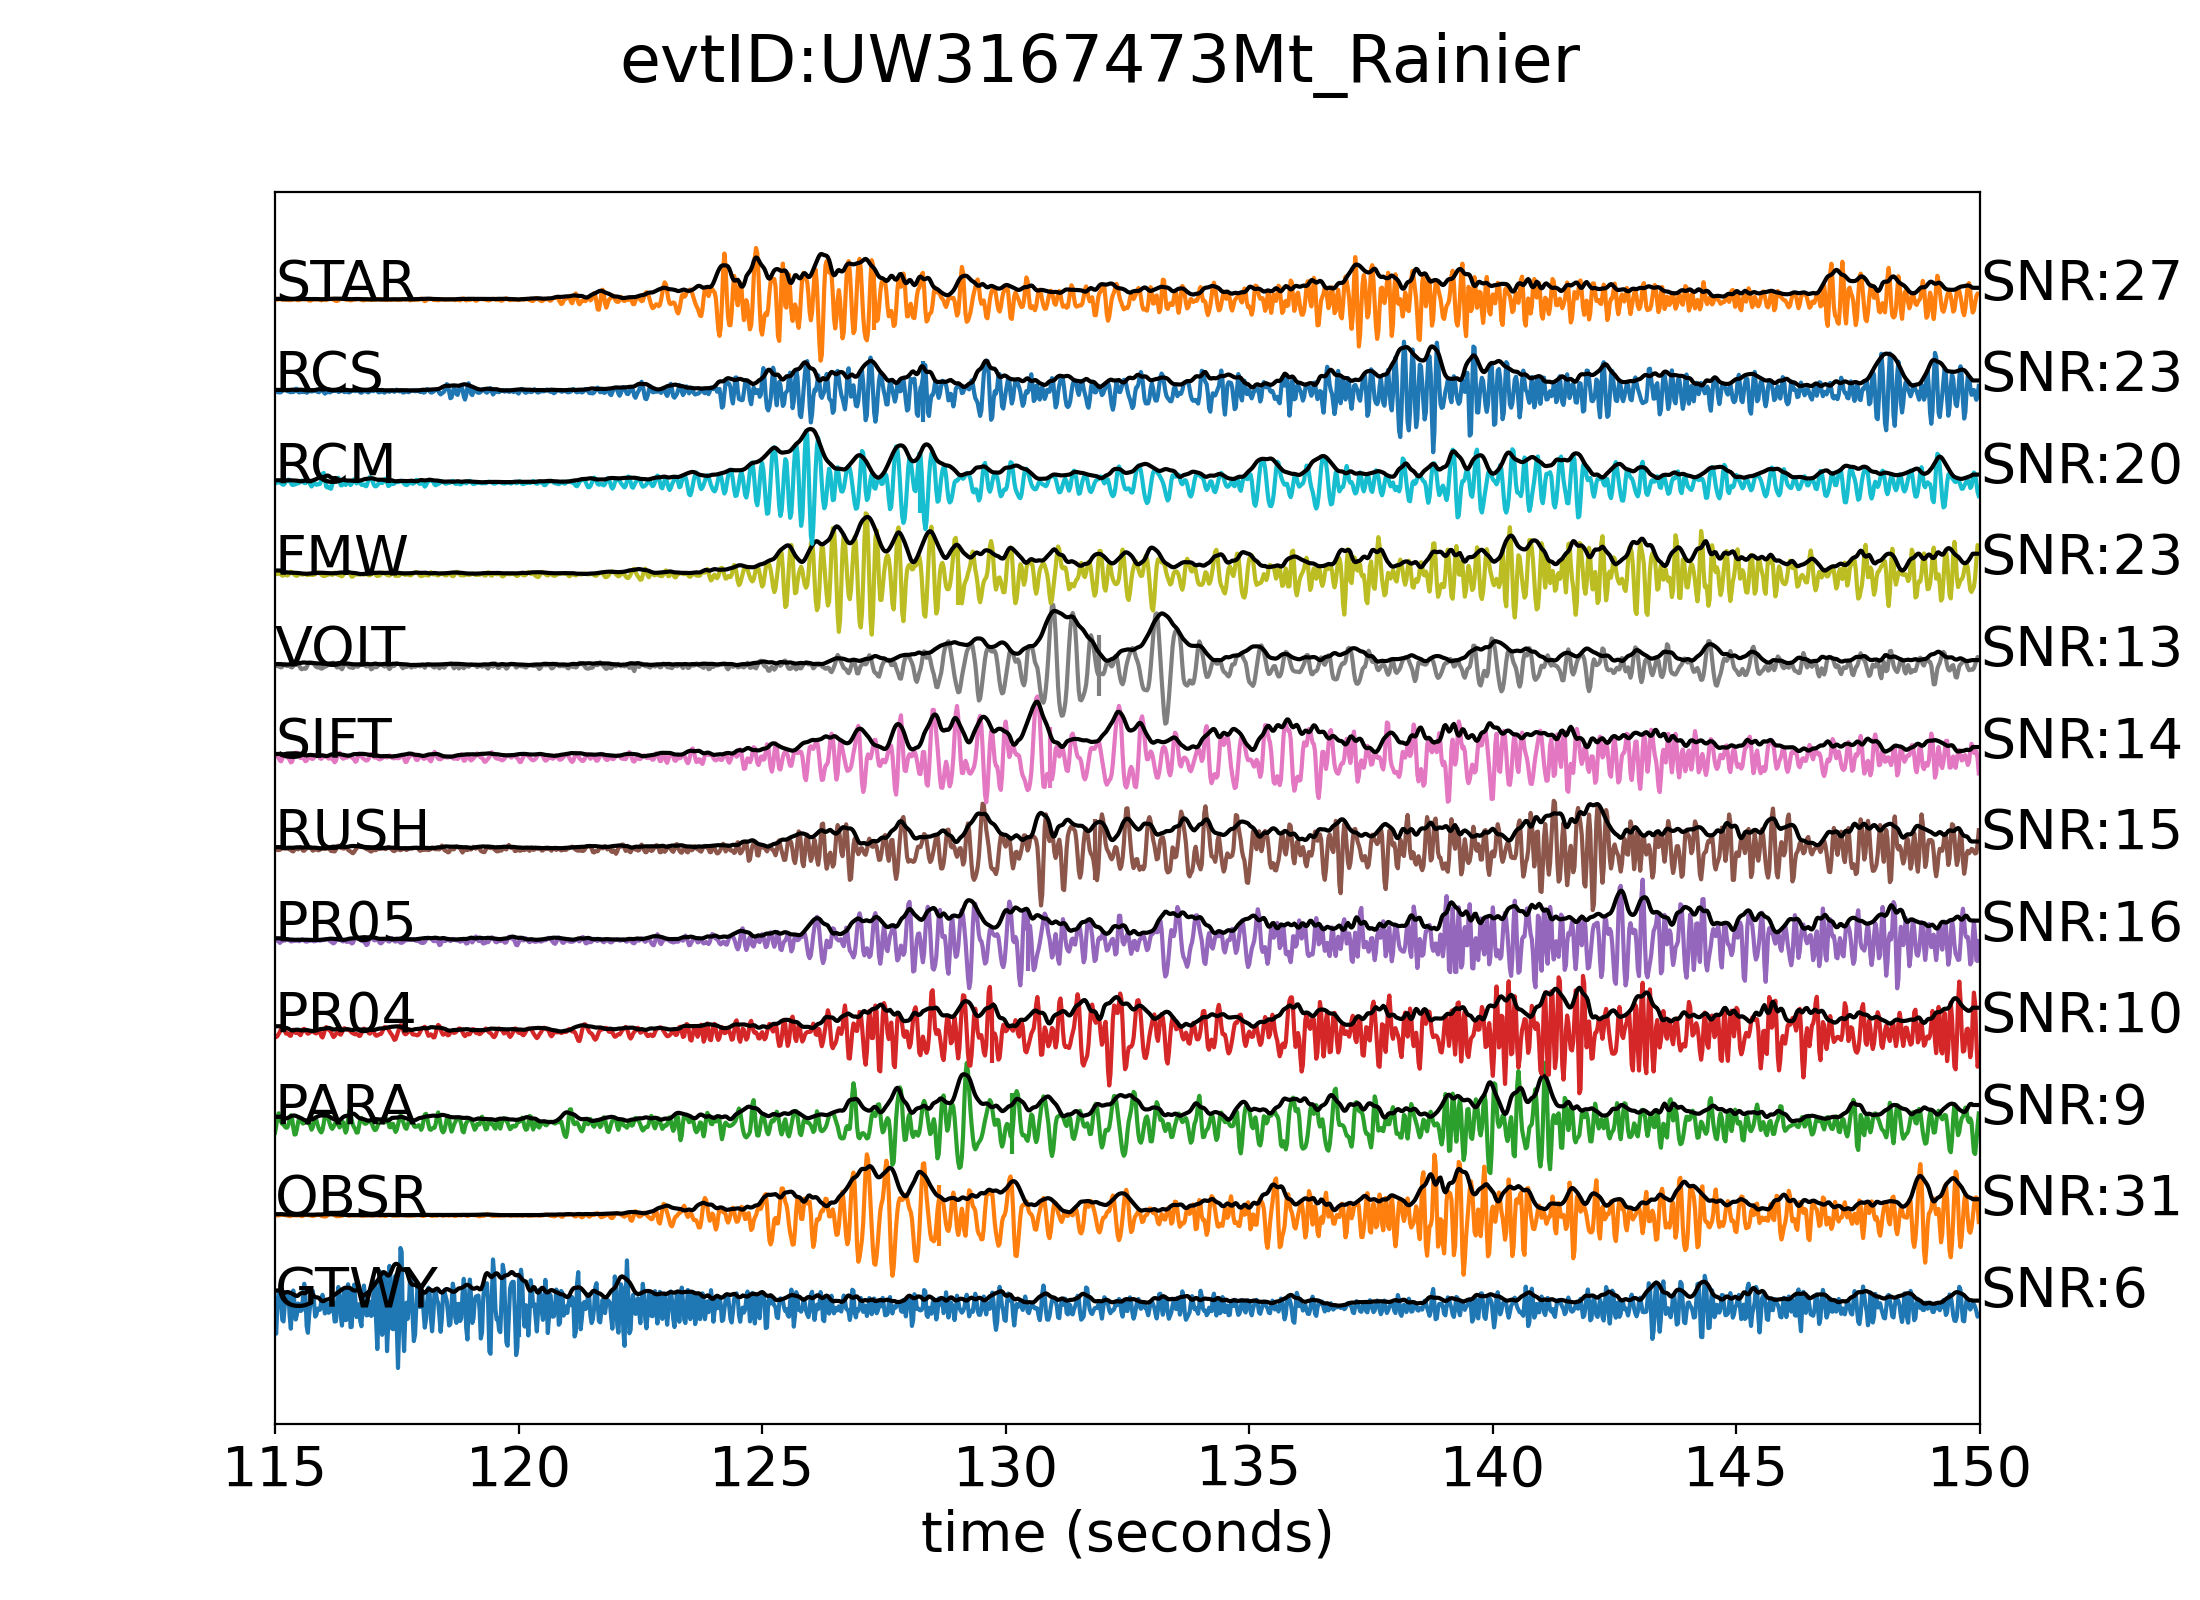 evtID:UW3167473Mt_Rainier
STAR SNR:27
RCS SNR:23
RCM SNR:20
FMW SNR:23
VOIT SNR:13
SIFT SNR:14
RUSH SNR:15
PR05 SNR:16
PR04 SNR:10
PARA SNR:9
OBSR SNR:31
GTWY SNR:6
115 120 125 130 135 140 145 150
time (seconds)